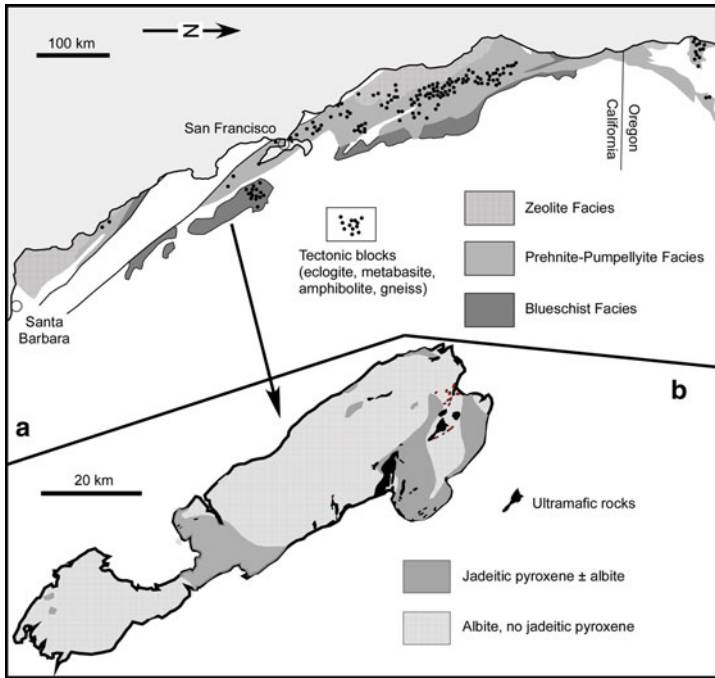 100 km
N
San Francisco
Oregon
California
Zeolite Facies
Tectonic blocks
(eclogite, metabasite,
amphibolite, gneiss)
Prehnite-Pumpellyite Facies
Blueschist Facies
Santa
Barbara
a
b
20 km
Ultramafic rocks
Jadeitic pyroxene ± albite
Albite, no jadeitic pyroxene